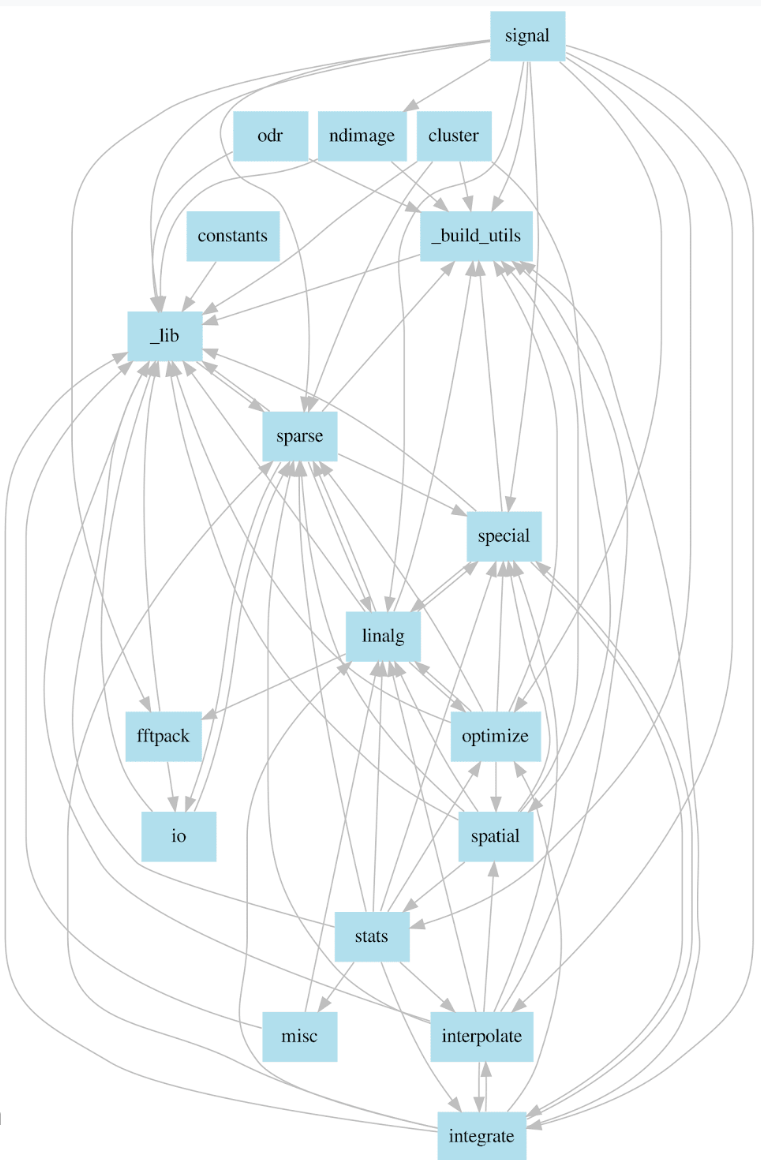 signal
odr
ndimage
cluster
constants
_build_utils
_lib
sparse
special
linalg
fftpack
optimize
io
spatial
stats
misc
interpolate
integrate